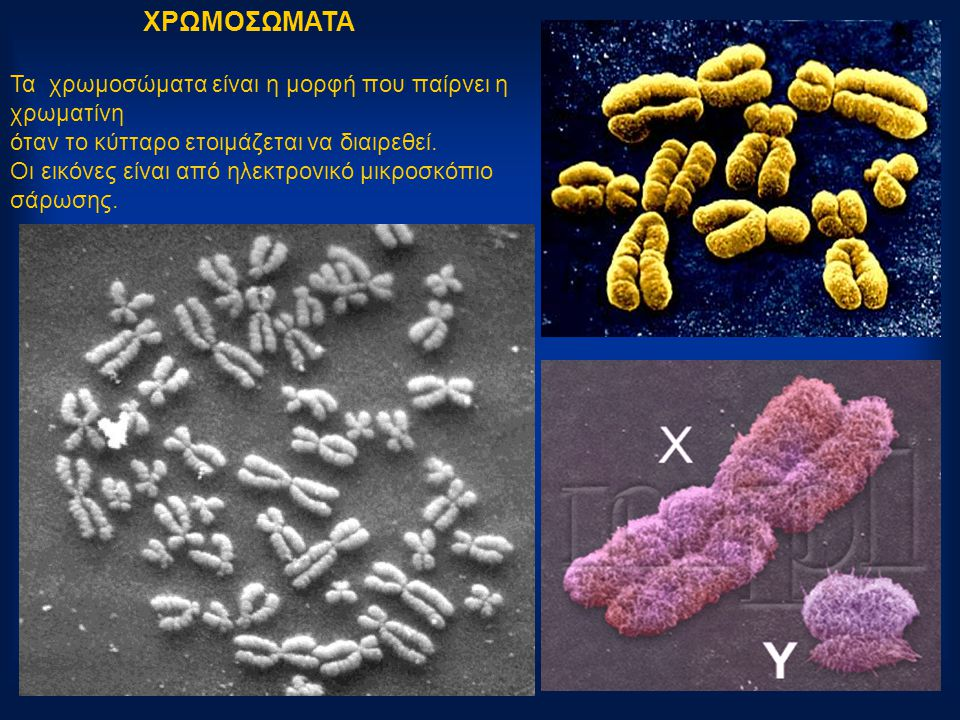 ΧΡΩΜΟΣΩΜΑΤΑ
Τα χρωμοσώματα είναι η μορφή που παίρνει η
χρωματίνη
όταν το κύτταρο ετοιμάζεται να διαιρεθεί.
Οι εικόνες είναι από ηλεκτρονικό μικροσκόπιο
σάρωσης.
X
Y